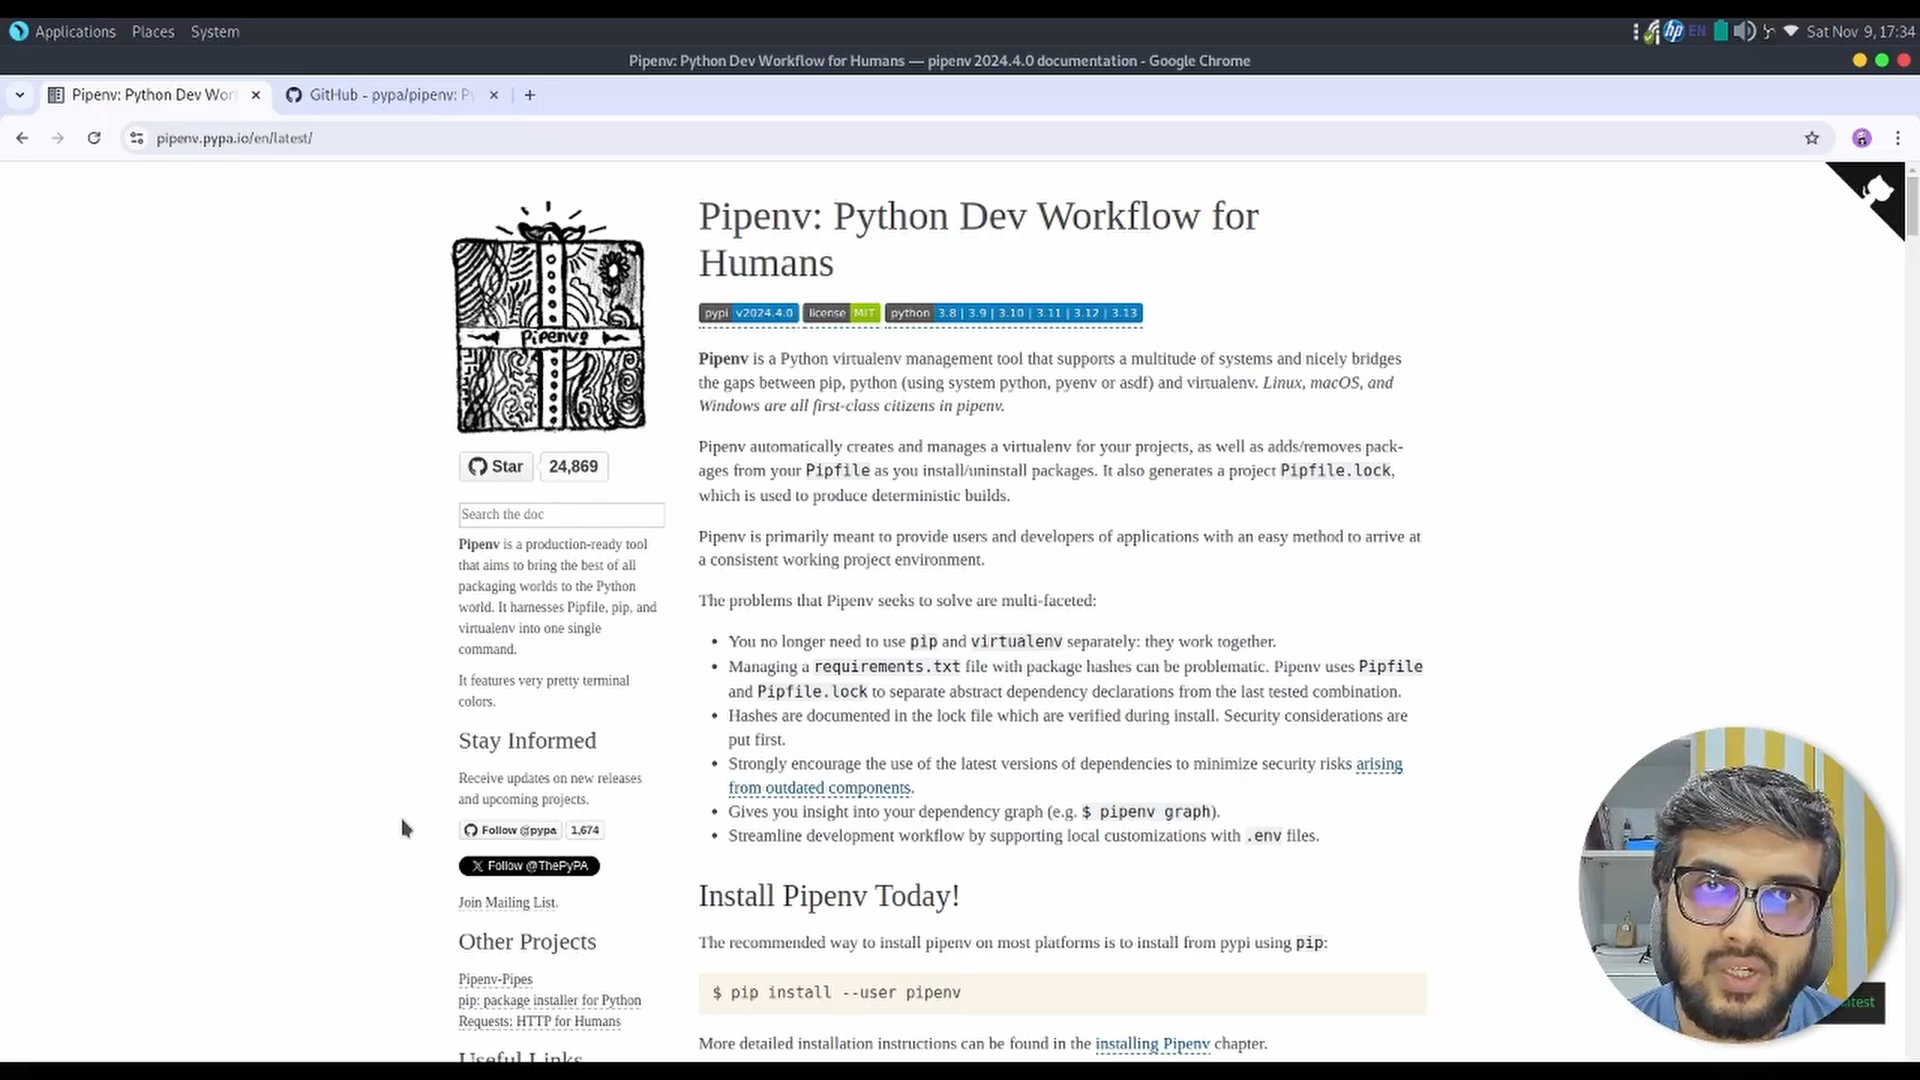 Applications Places System
hp EN Sat Nov 9, 17:34
Pipenv: Python Dev Workflow for Humans — pipenv 2024.4.0 documentation - Google Chrome
Pipenv: Python Dev Wor
GitHub - pypa/pipenv: P
pipenv.pypa.io/en/latest/
Pipenv!
Star 24,869
Search the doc
Pipenv is a production-ready tool
that aims to bring the best of all
packaging worlds to the Python
world. It harnesses Pipfile, pip, and
virtualenv into one single
command.
It features very pretty terminal
colors.
Stay Informed
Receive updates on new releases
and upcoming projects.
Follow @pypa 1,674
Follow @ThePyPA
Join Mailing List.
Other Projects
Pipenv-Pipes
pip: package installer for Python
Requests: HTTP for Humans
Useful Links
Pipenv: Python Dev Workflow for
Humans
pypi v2024.4.0 license MIT python 3.8 | 3.9 | 3.10 | 3.11 | 3.12 | 3.13
Pipenv is a Python virtualenv management tool that supports a multitude of systems and nicely bridges
the gaps between pip, python (using system python, pyenv or asdf) and virtualenv. Linux, macOS, and
Windows are all first-class citizens in pipenv.
Pipenv automatically creates and manages a virtualenv for your projects, as well as adds/removes pack-
ages from your Pipfile as you install/uninstall packages. It also generates a project Pipfile.lock,
which is used to produce deterministic builds.
Pipenv is primarily meant to provide users and developers of applications with an easy method to arrive at
a consistent working project environment.
The problems that Pipenv seeks to solve are multi-faceted:
• You no longer need to use pip and virtualenv separately: they work together.
• Managing a requirements.txt file with package hashes can be problematic. Pipenv uses Pipfile
and Pipfile.lock to separate abstract dependency declarations from the last tested combination.
• Hashes are documented in the lock file which are verified during install. Security considerations are
put first.
• Strongly encourage the use of the latest versions of dependencies to minimize security risks arising
from outdated components.
• Gives you insight into your dependency graph (e.g. $ pipenv graph).
• Streamline development workflow by supporting local customizations with .env files.
Install Pipenv Today!
The recommended way to install pipenv on most platforms is to install from pypi using pip:
$ pip install --user pipenv
More detailed installation instructions can be found in the installing Pipenv chapter.